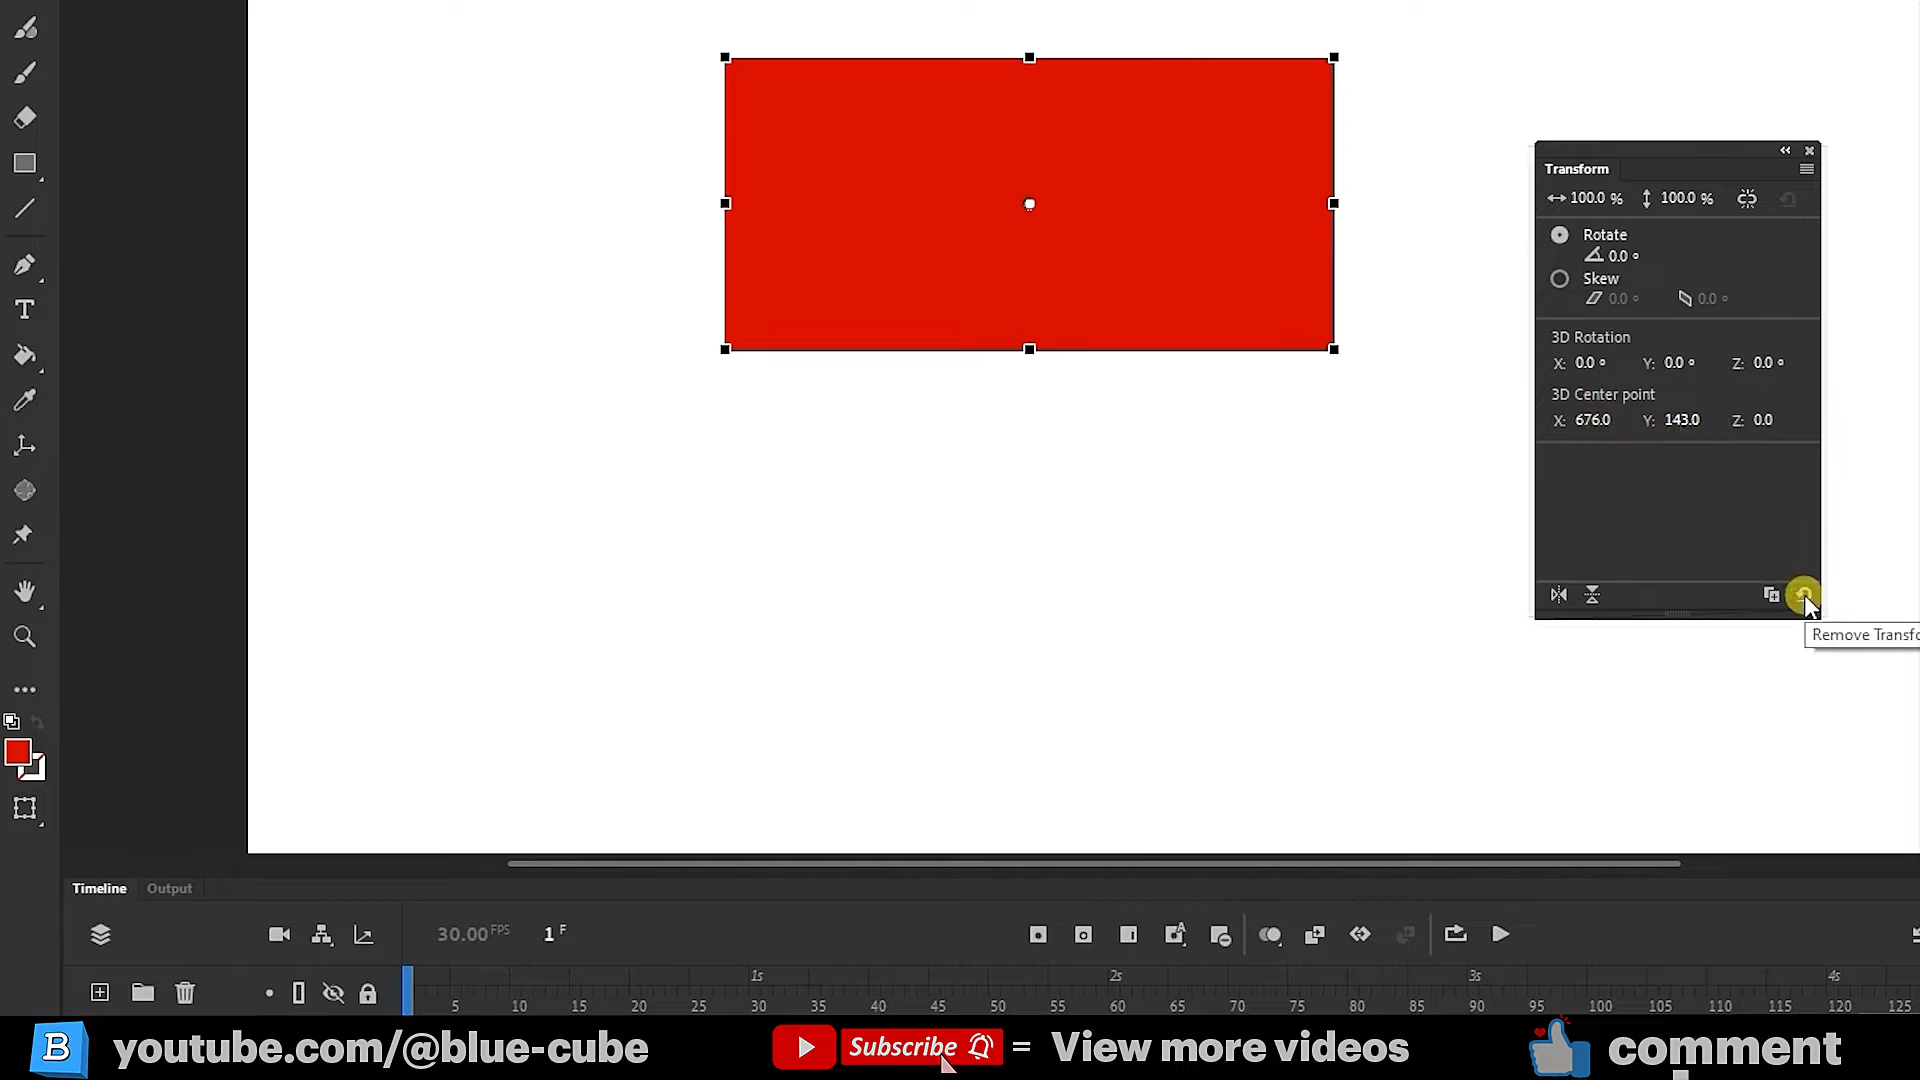 Transform
100.0 % 100.0 %
Rotate
0.0 °
Skew
0.0 ° 0.0 °
3D Rotation
X: 0.0 ° Y: 0.0 ° Z: 0.0 °
3D Center point
X: 676.0 Y: 143.0 Z: 0.0
Remove Transfo
T
Timeline Output
30.00 FPS 1 F
1s 2s 3s 4s
5 10 15 20 25 30 35 40 45 50 55 60 65 70 75 80 85 90 95 100 105 110 115 120 125
B youtube.com/@blue-cube Subscribe = View more videos comment